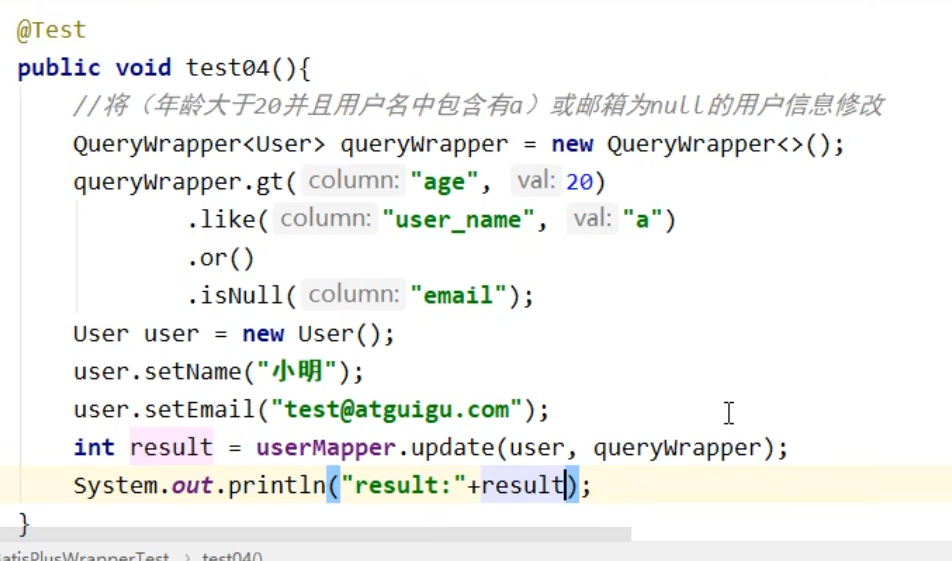 @Test
public void test04(){
//将（年龄大于20并且用户名中包含有a）或邮箱为null的用户信息修改
QueryWrapper<User> queryWrapper = new QueryWrapper<>();
queryWrapper.gt( column: "age", val: 20)
.like( column: "user_name", val: "a")
.or()
.isNull( column: "email");
User user = new User();
user.setName("小明");
user.setEmail("test@atguigu.com");
int result = userMapper.update(user, queryWrapper);
System.out.println("result:"+result);
}
atisPlusWrapperTest > test04()